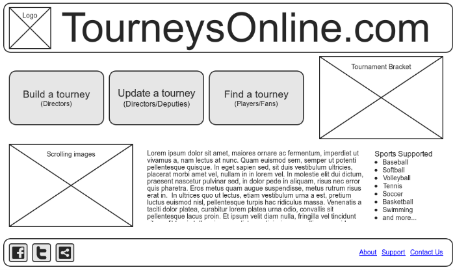 Logo
TourneysOnline.com
Build a tourney
(Directors)
Update a tourney
(Directors/Deputies)
Find a tourney
(Players/Fans)
Tournament Bracket
Scrolling images
Lorem ipsum dolor sit amet, maiores ornare ac fermentum, imperdiet ut
vivamus a, nam lectus at nunc. Quam euismod sem, semper ut potenti
pellentesque quisque. In eget sapien sed, sit duis vestibulum ultricies,
placerat morbi amet vel, nullam in in lorem vel. In molestie elit dui dictum,
praesent nascetur pulvinar sed, in dolor pede in aliquam, risus nec error
quis pharetra. Eros metus quam augue suspendisse, metus rutrum risus
erat in. In ultrices quo ut lectus, etiam vestibulum urna a est, pretium
luctus euismod nisl, pellentesque turpis hac ridiculus massa. Venenatis a
taciti dolor platea, curabitur lorem platea urna odio, convallis sit
pellentesque lacus proin. Et ipsum velit diam nulla, fringilla vel tincidunt
Sports Supported
• Baseball
• Softball
• Volleyball
• Tennis
• Soccer
• Basketball
• Swimming
• and more...
About Support Contact Us